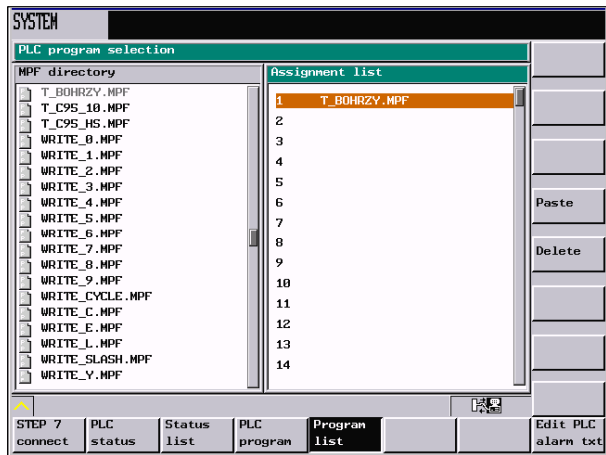 SYSTEM
PLC program selection
MPF directory
T_BOHRZY.MPF
T_C95_10.MPF
T_C95_HS.MPF
WRITE_0.MPF
WRITE_1.MPF
WRITE_2.MPF
WRITE_3.MPF
WRITE_4.MPF
WRITE_5.MPF
WRITE_6.MPF
WRITE_7.MPF
WRITE_8.MPF
WRITE_9.MPF
WRITE_CYCLE.MPF
WRITE_C.MPF
WRITE_E.MPF
WRITE_L.MPF
WRITE_SLASH.MPF
WRITE_Y.MPF
Assignment list
1 T_BOHRZY.MPF
2
3
4
5
6
7
8
9
10
11
12
13
14
Paste
Delete
STEP 7
connect
PLC
status
Status
list
PLC
program
Program
list
Edit PLC
alarm txt